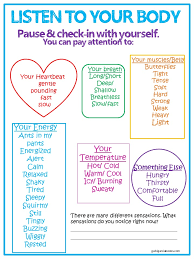 LISTEN TO YOUR BODY
Pause & check-in with yourself.
You can pay attention to:
Your Heartbeat
gentle
pounding
fast
slow
Your breath
Long/Short
Deep/
Shallow
Breathless
Slow/fast
Your muscles/Belly
Butterflies
Tight
Tense
Stiff
Hard
Soft
Strong
Weak
Heavy
Light
Your Energy
Ants in my
pants
Energized
Alert
Calm
Relaxed
Shaky
Tired
Sleepy
Squirmy
Still
Tingly
Buzzing
Wiggly
Rested
Your
Temperature
Hot/ Cold
Cool/ Warm
Clammy
Sweaty
Chills
Burning
Something Else
Hungry
Thirsty
Comfortable
Full
There are many different sensations. What
sensations do you notice right now?